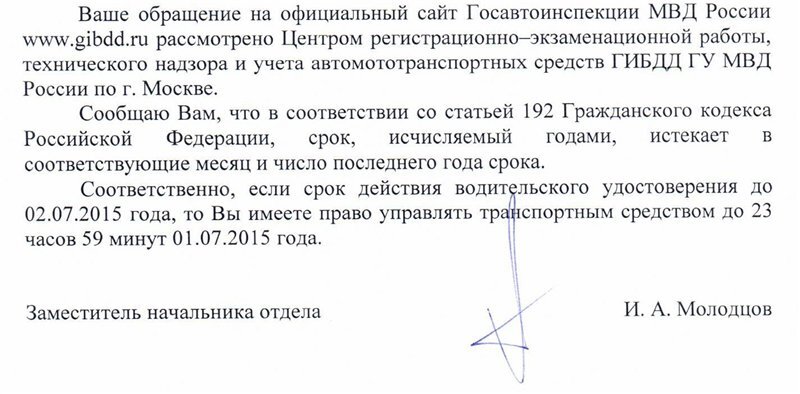 Ваше обращение на официальный сайт Госавтоинспекции МВД России
www.gibdd.ru рассмотрено Центром регистрационно–экзаменационной работы,
технического надзора и учета автомототранспортных средств ГИБДД ГУ МВД
России по г. Москве.
Сообщаю Вам, что в соответствии со статьей 192 Гражданского кодекса
Российской Федерации, срок, исчисляемый годами, истекает в
соответствующие месяц и число последнего года срока.
Соответственно, если срок действия водительского удостоверения до
02.07.2015 года, то Вы имеете право управлять транспортным средством до 23
часов 59 минут 01.07.2015 года.
Заместитель начальника отдела И. А. Молодцов